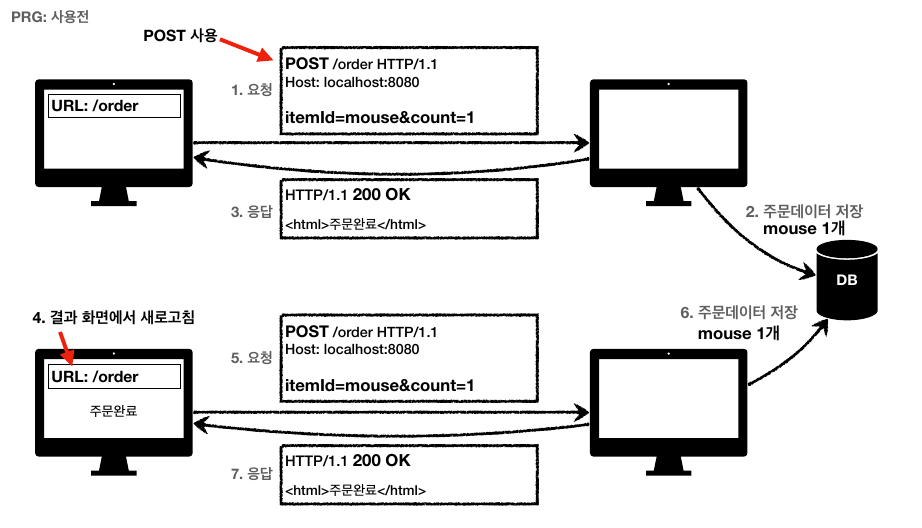 PRG: 사용전
POST 사용
1. 요청
POST /order HTTP/1.1
Host: localhost:8080
itemId=mouse&count=1
URL: /order
3. 응답
HTTP/1.1 200 OK
<html>주문완료</html>
2. 주문데이터 저장
mouse 1개
DB
4. 결과 화면에서 새로고침
URL: /order
주문완료
5. 요청
POST /order HTTP/1.1
Host: localhost:8080
itemId=mouse&count=1
6. 주문데이터 저장
mouse 1개
7. 응답
HTTP/1.1 200 OK
<html>주문완료</html>